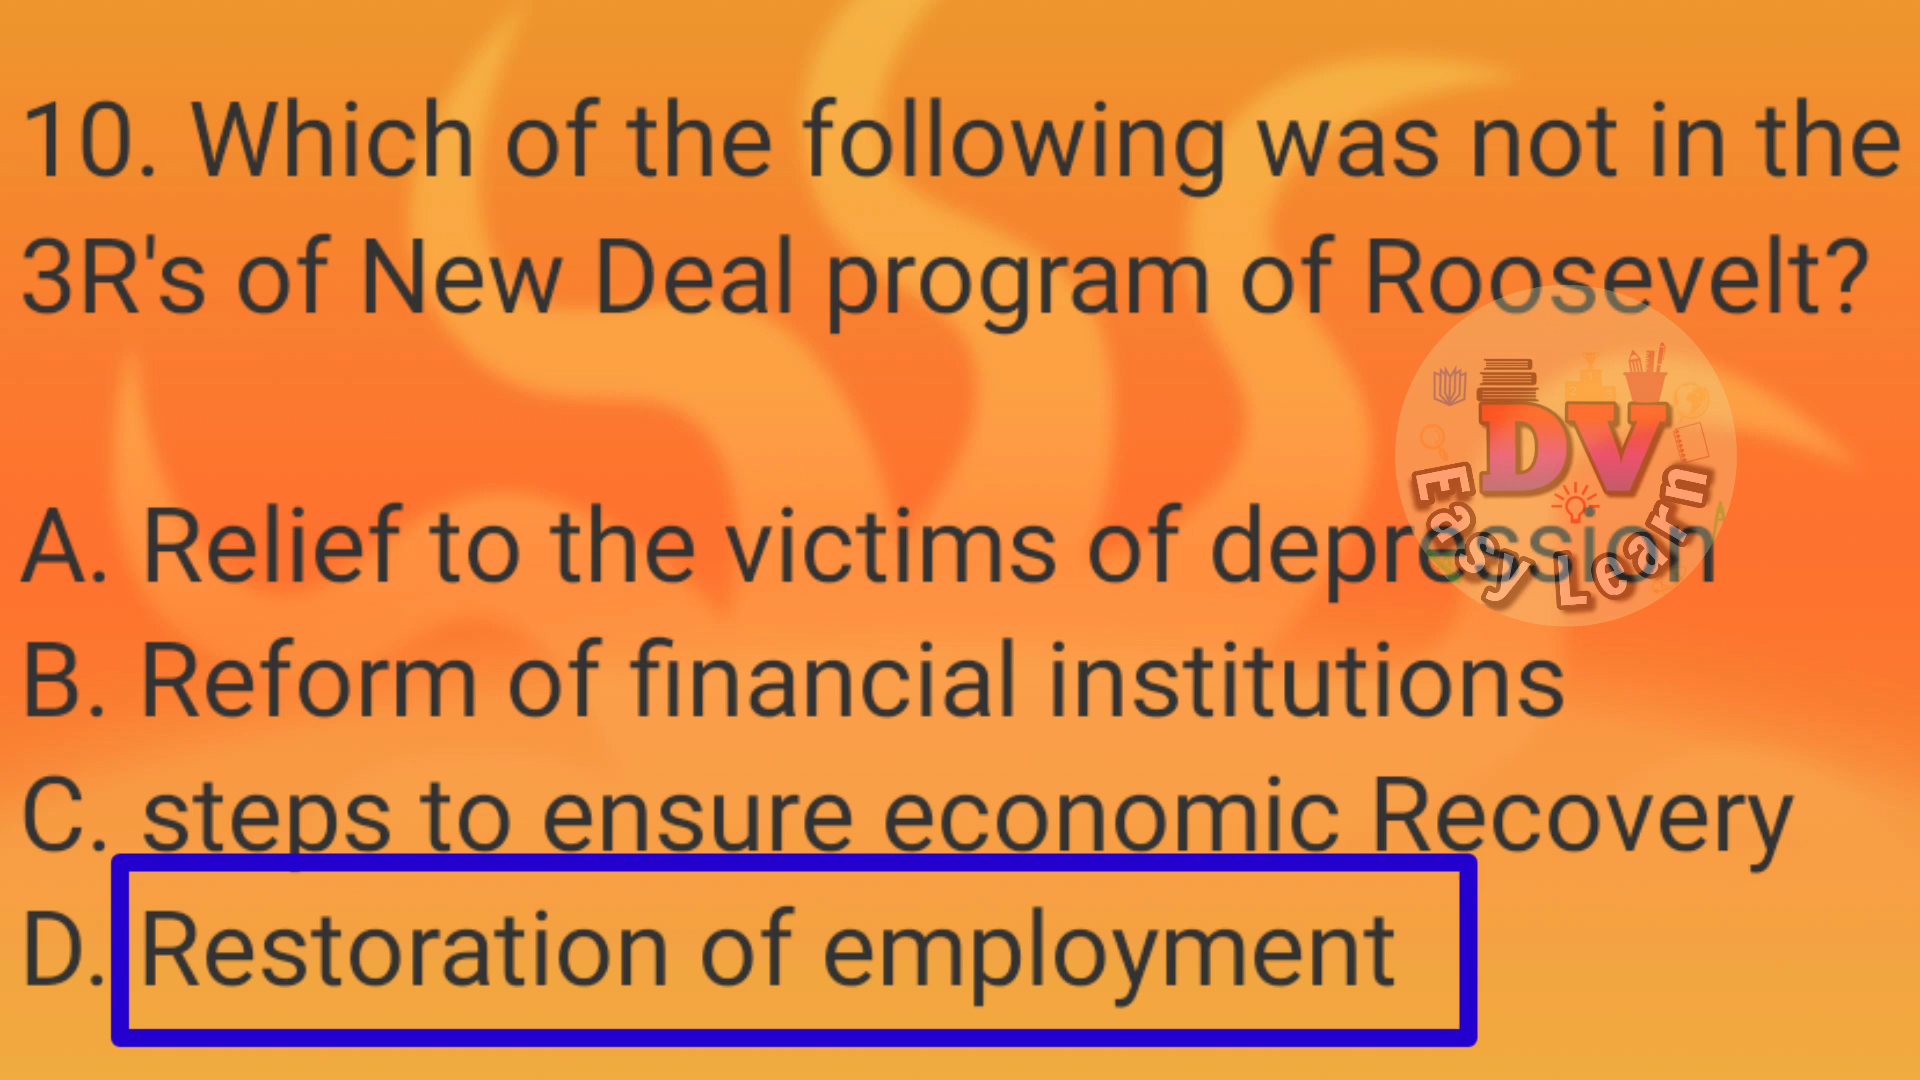 10. Which of the following was not in the
3R's of New Deal program of Roosevelt?
DV
Easy Learn
A. Relief to the victims of depression
B. Reform of financial institutions
C. steps to ensure economic Recovery
D. Restoration of employment